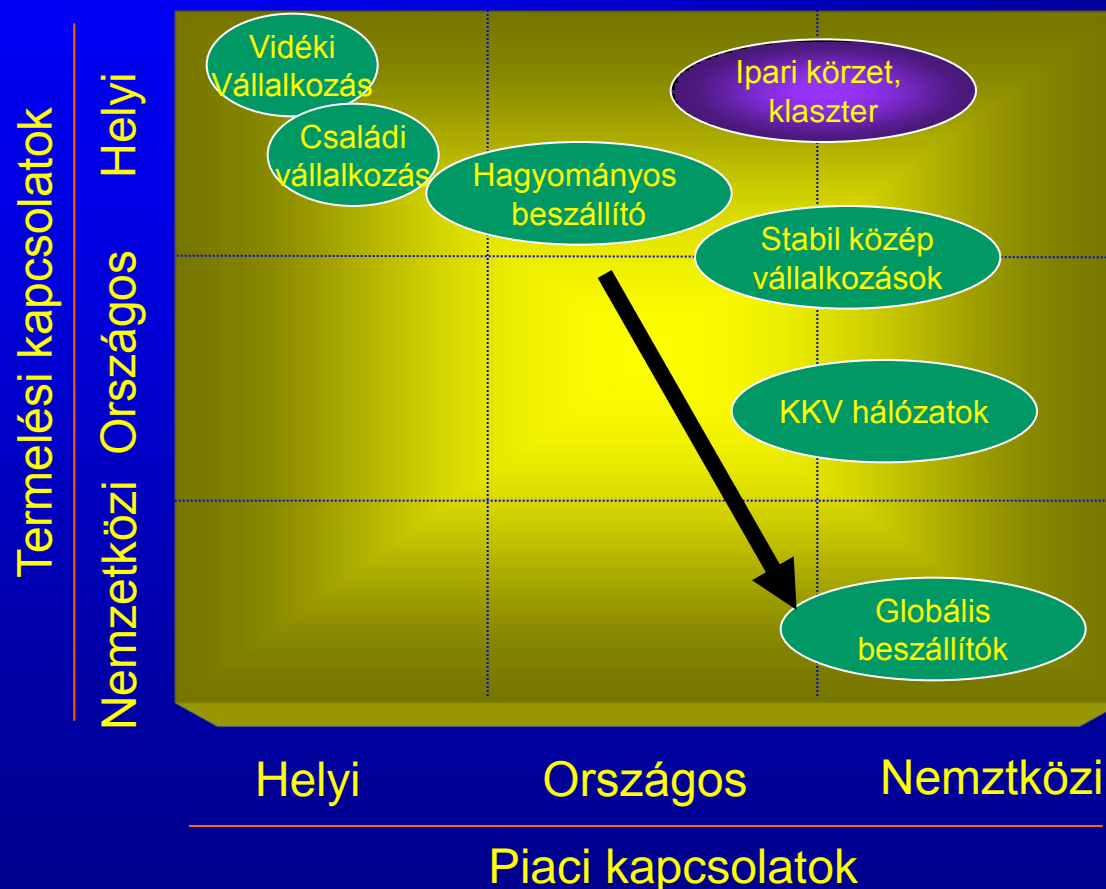 Termelési kapcsolatok
Helyi
Országos
Nemzetközi
Vidéki
Vállalkozás
Családi
vállalkozás
Hagyományos
beszállító
Ipari körzet,
klaszter
Stabil közép
vállalkozások
KKV hálózatok
Globális
beszállítók
Helyi
Országos
Nemztközi
Piaci kapcsolatok